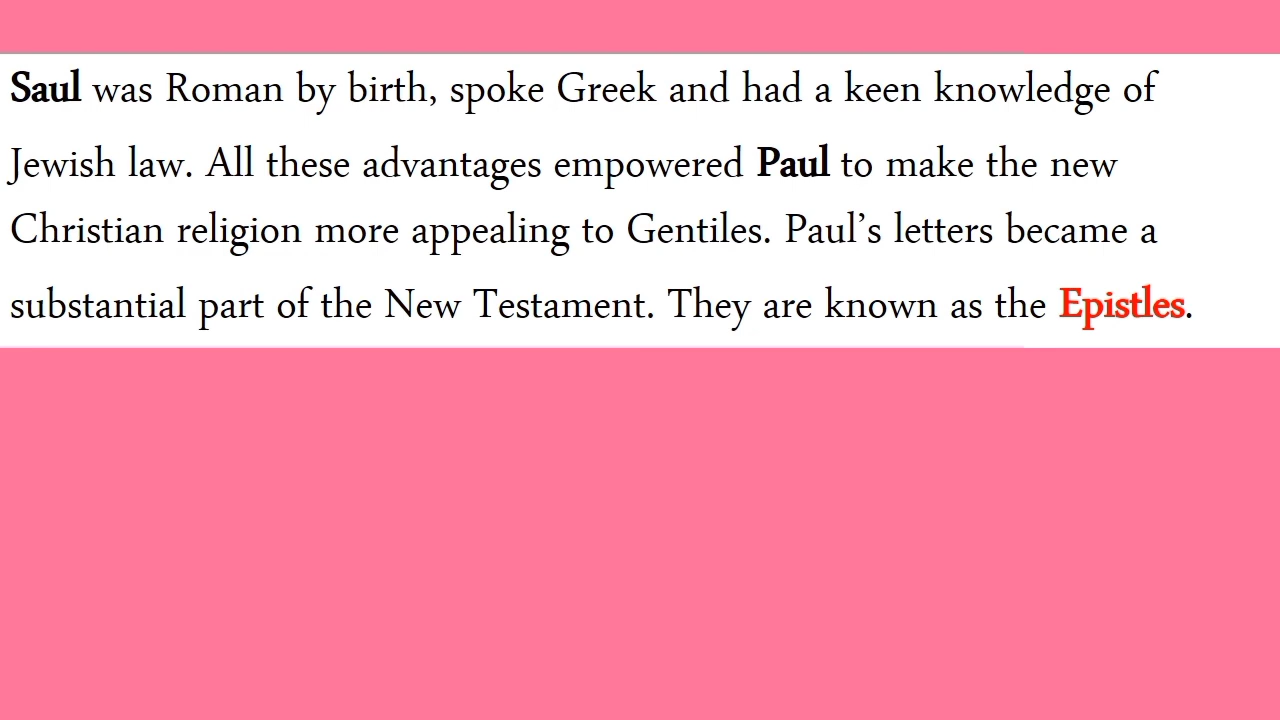 Saul was Roman by birth, spoke Greek and had a keen knowledge of
Jewish law. All these advantages empowered Paul to make the new
Christian religion more appealing to Gentiles. Paul’s letters became a
substantial part of the New Testament. They are known as the Epistles.